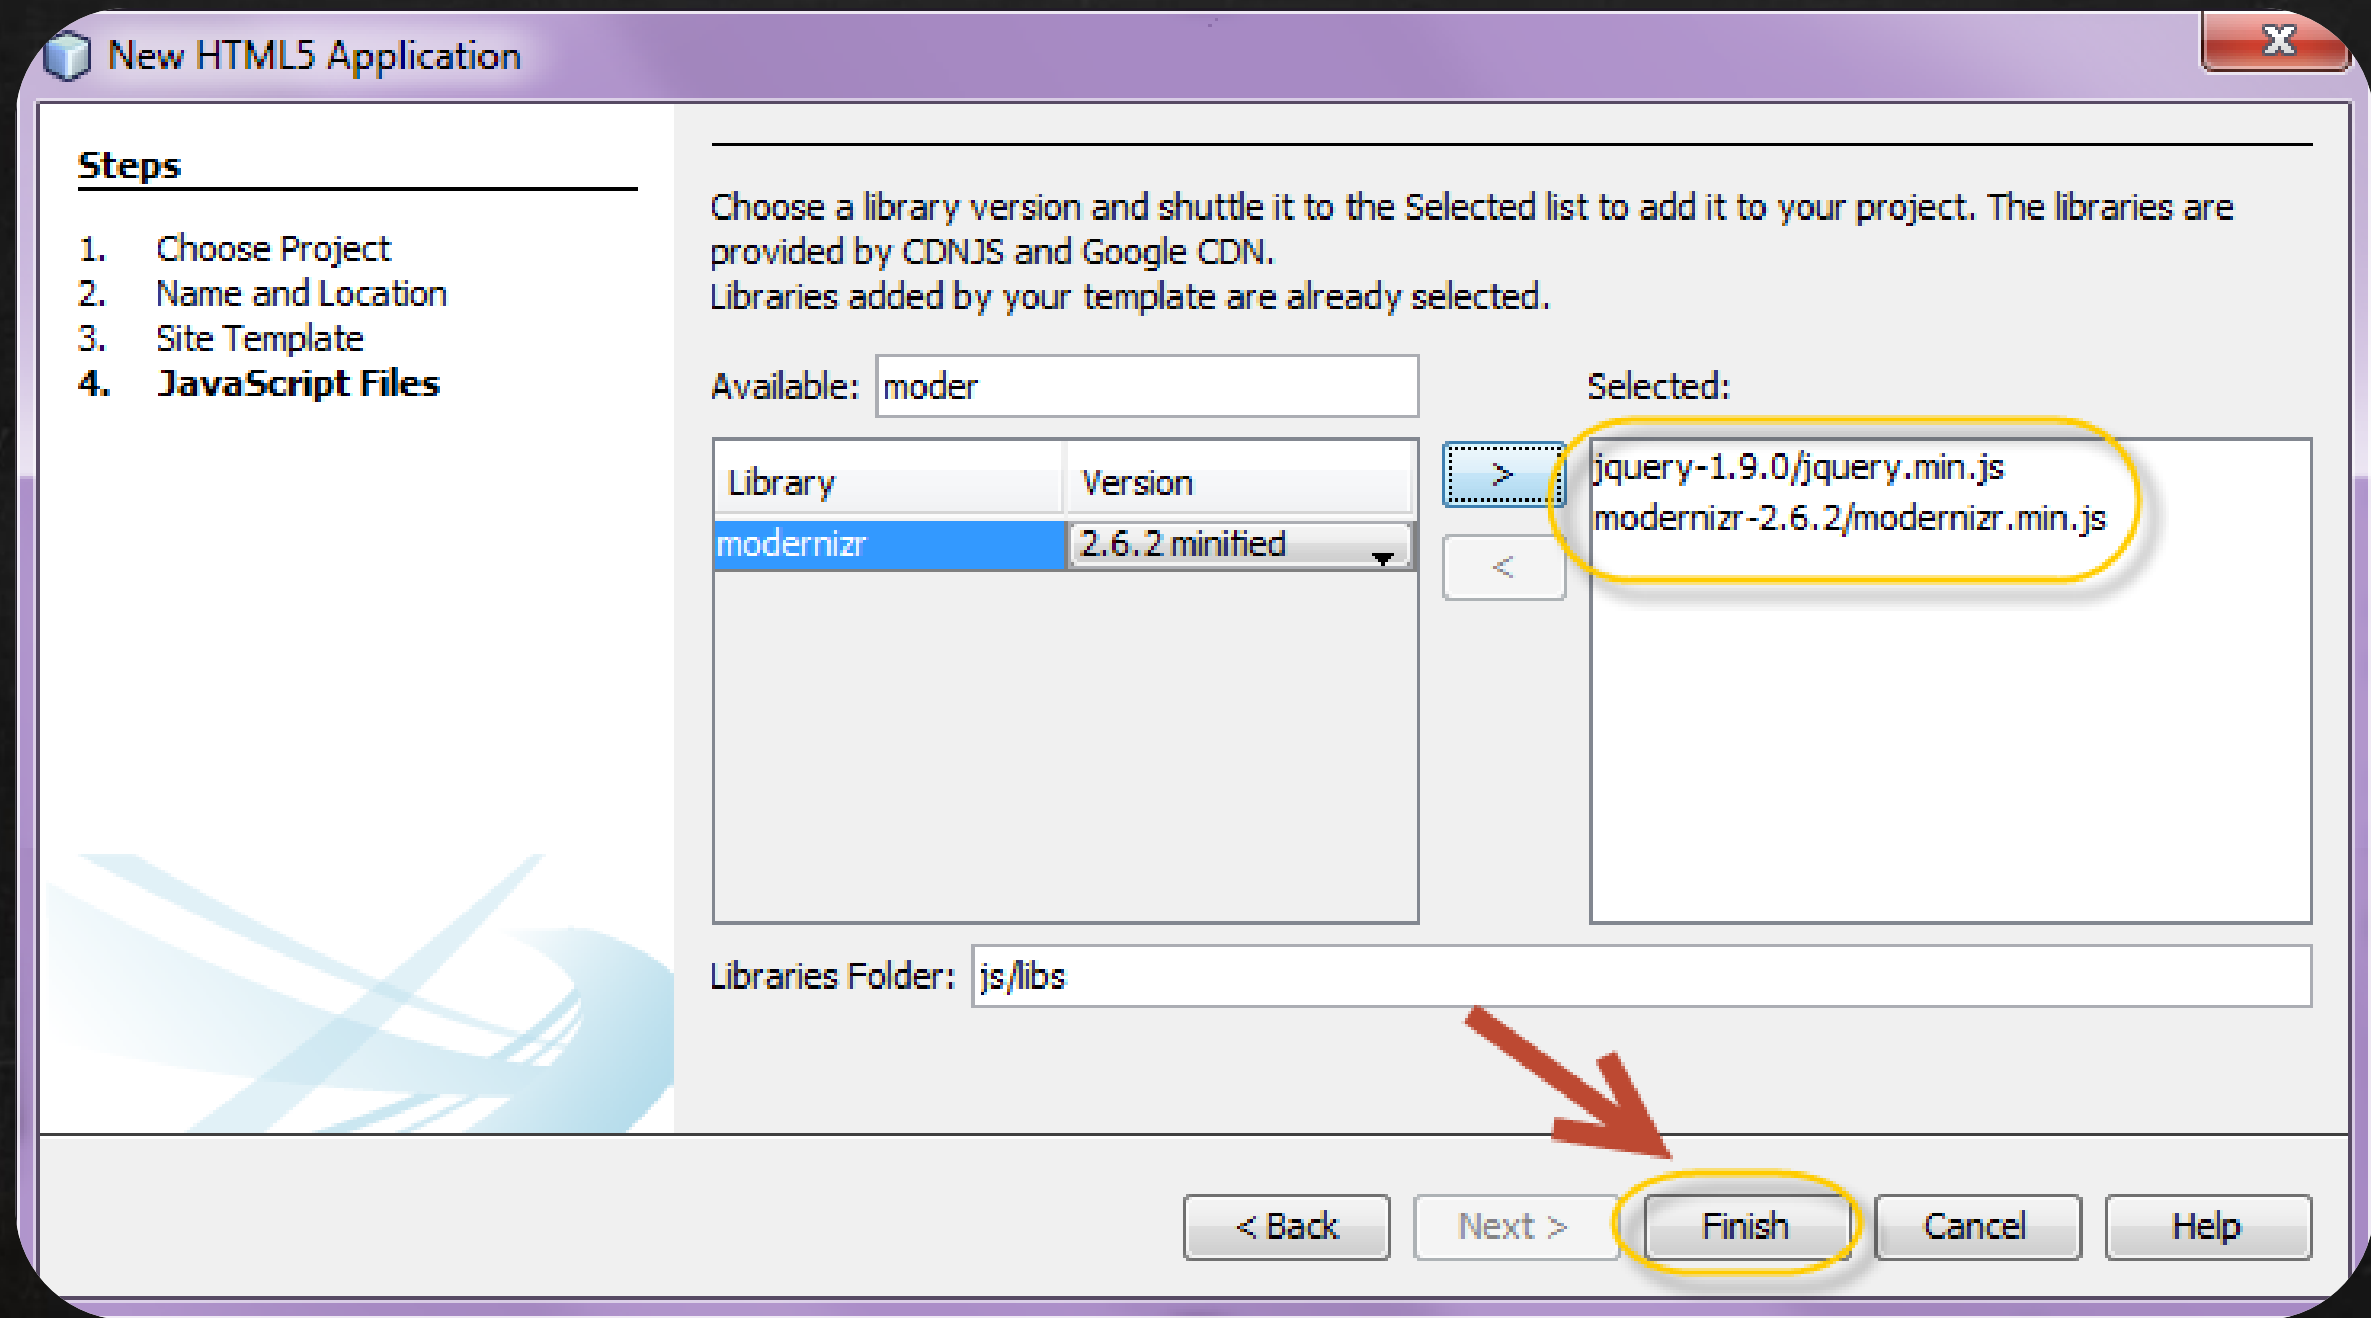 New HTML5 Application
X
Steps
1. Choose Project
2. Name and Location
3. Site Template
4. JavaScript Files
Choose a library version and shuttle it to the Selected list to add it to your project. The libraries are
provided by CDNJS and Google CDN.
Libraries added by your template are already selected.
Available: moder
Selected:
Library Version
modernizr 2.6.2 minified
>
<
jquery-1.9.0/jquery.min.js
modernizr-2.6.2/modernizr.min.js
Libraries Folder: js/libs
< Back Next > Finish Cancel Help